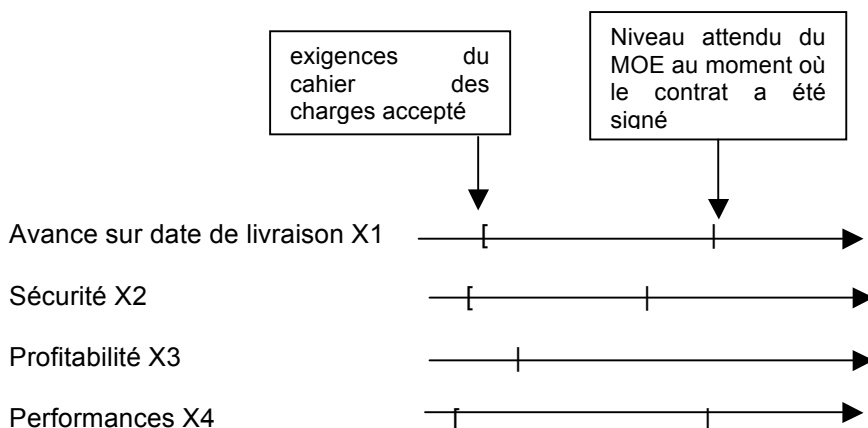 exigences du
cahier des
charges accepté
Niveau attendu du
MOE au moment où
le contrat a été
signé
Avance sur date de livraison X1
Sécurité X2
Profitabilité X3
Performances X4